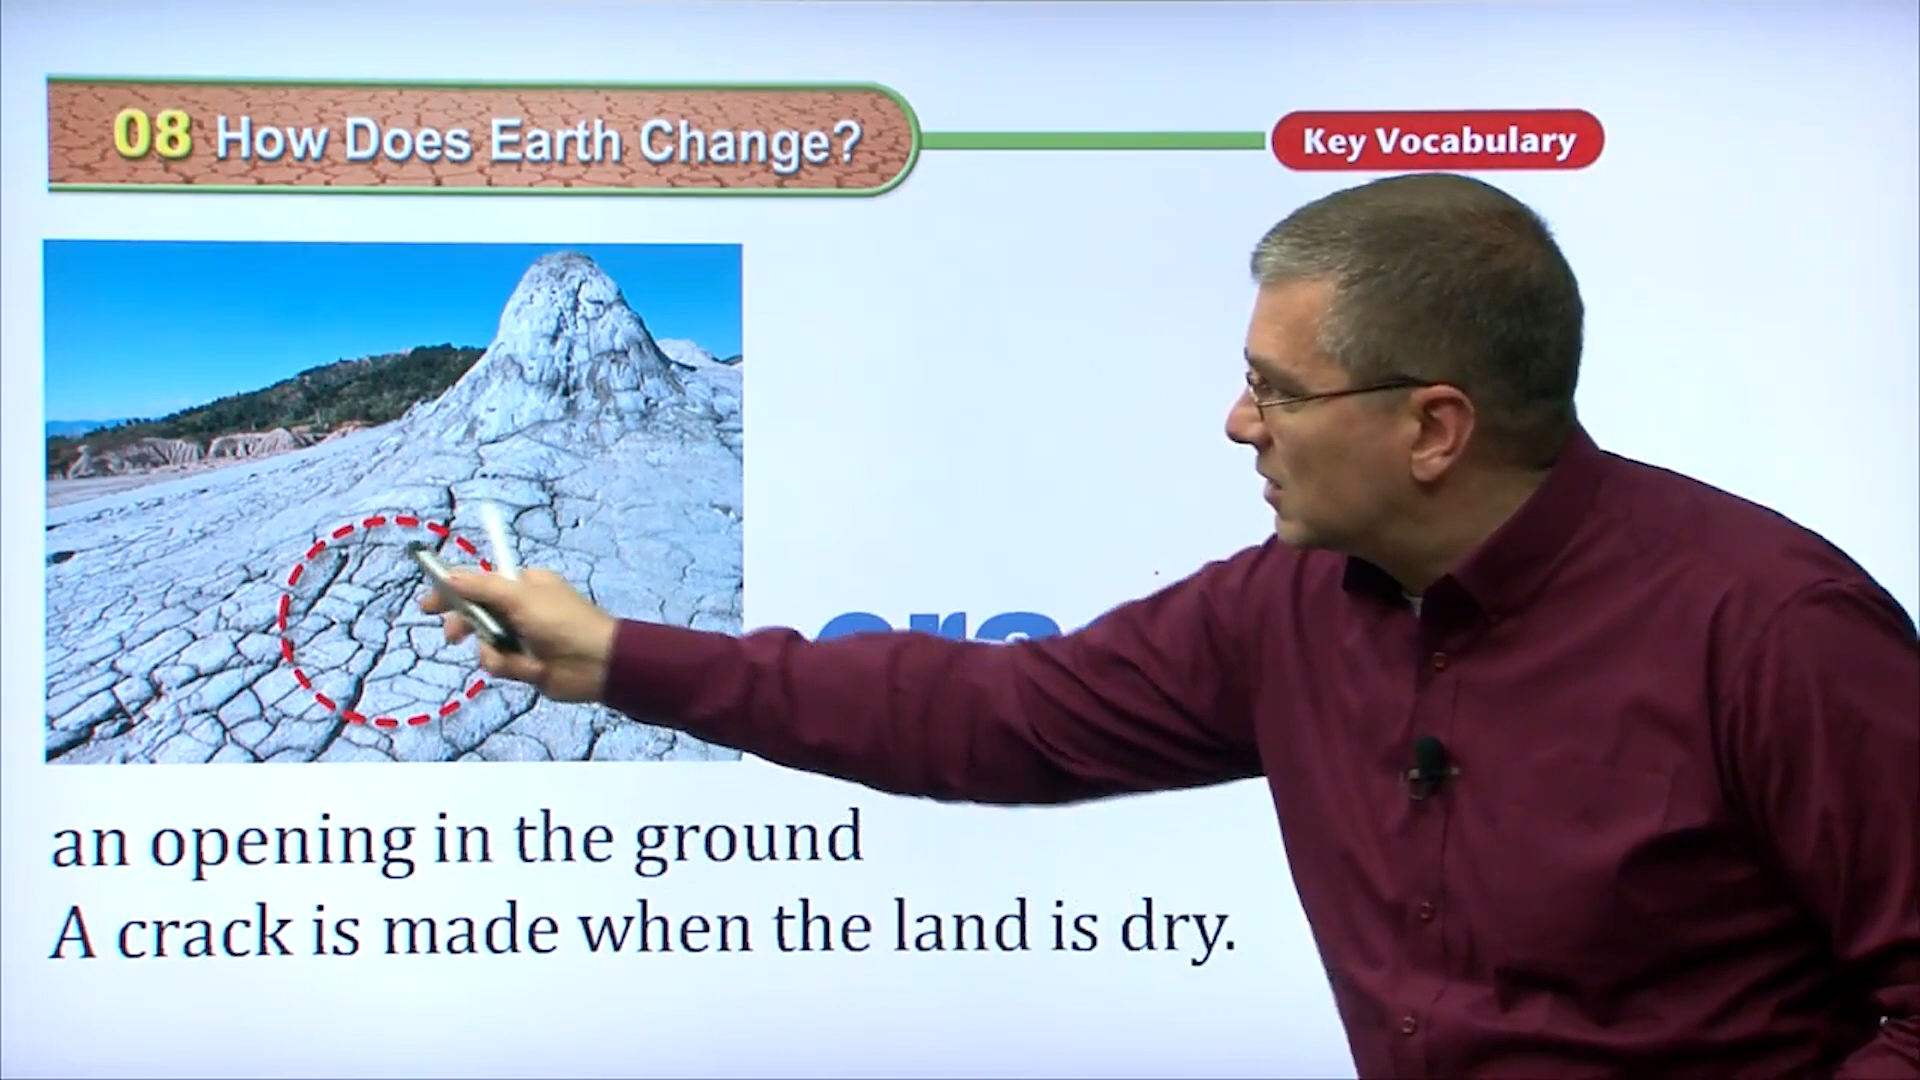 08 How Does Earth Change?
Key Vocabulary
an opening in the ground
A crack is made when the land is dry.